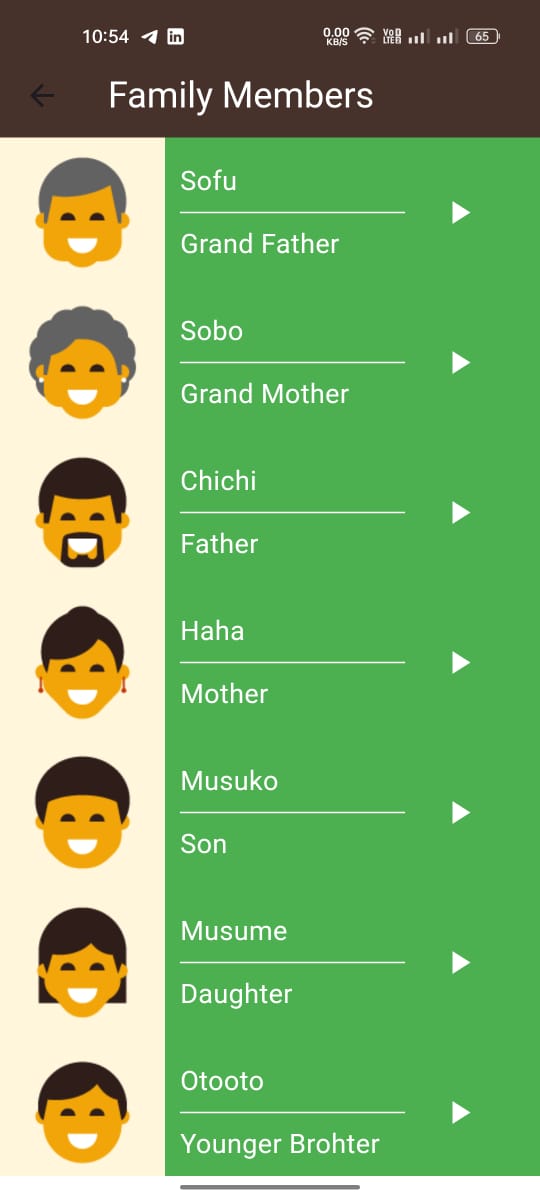 10:54
0.00
KB/S
Vo
LTE
65
Family Members
Sofu
Grand Father
Sobo
Grand Mother
Chichi
Father
Haha
Mother
Musuko
Son
Musume
Daughter
Otooto
Younger Brohter